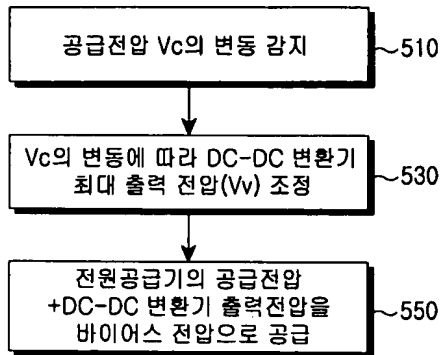 공급전압 Vc의 변동 감지
510
Vc의 변동에 따라 DC-DC 변환기
최대 출력 전압(Vv) 조정
530
전원공급기의 공급전압
+DC-DC 변환기 출력전압을
바이어스 전압으로 공급
550